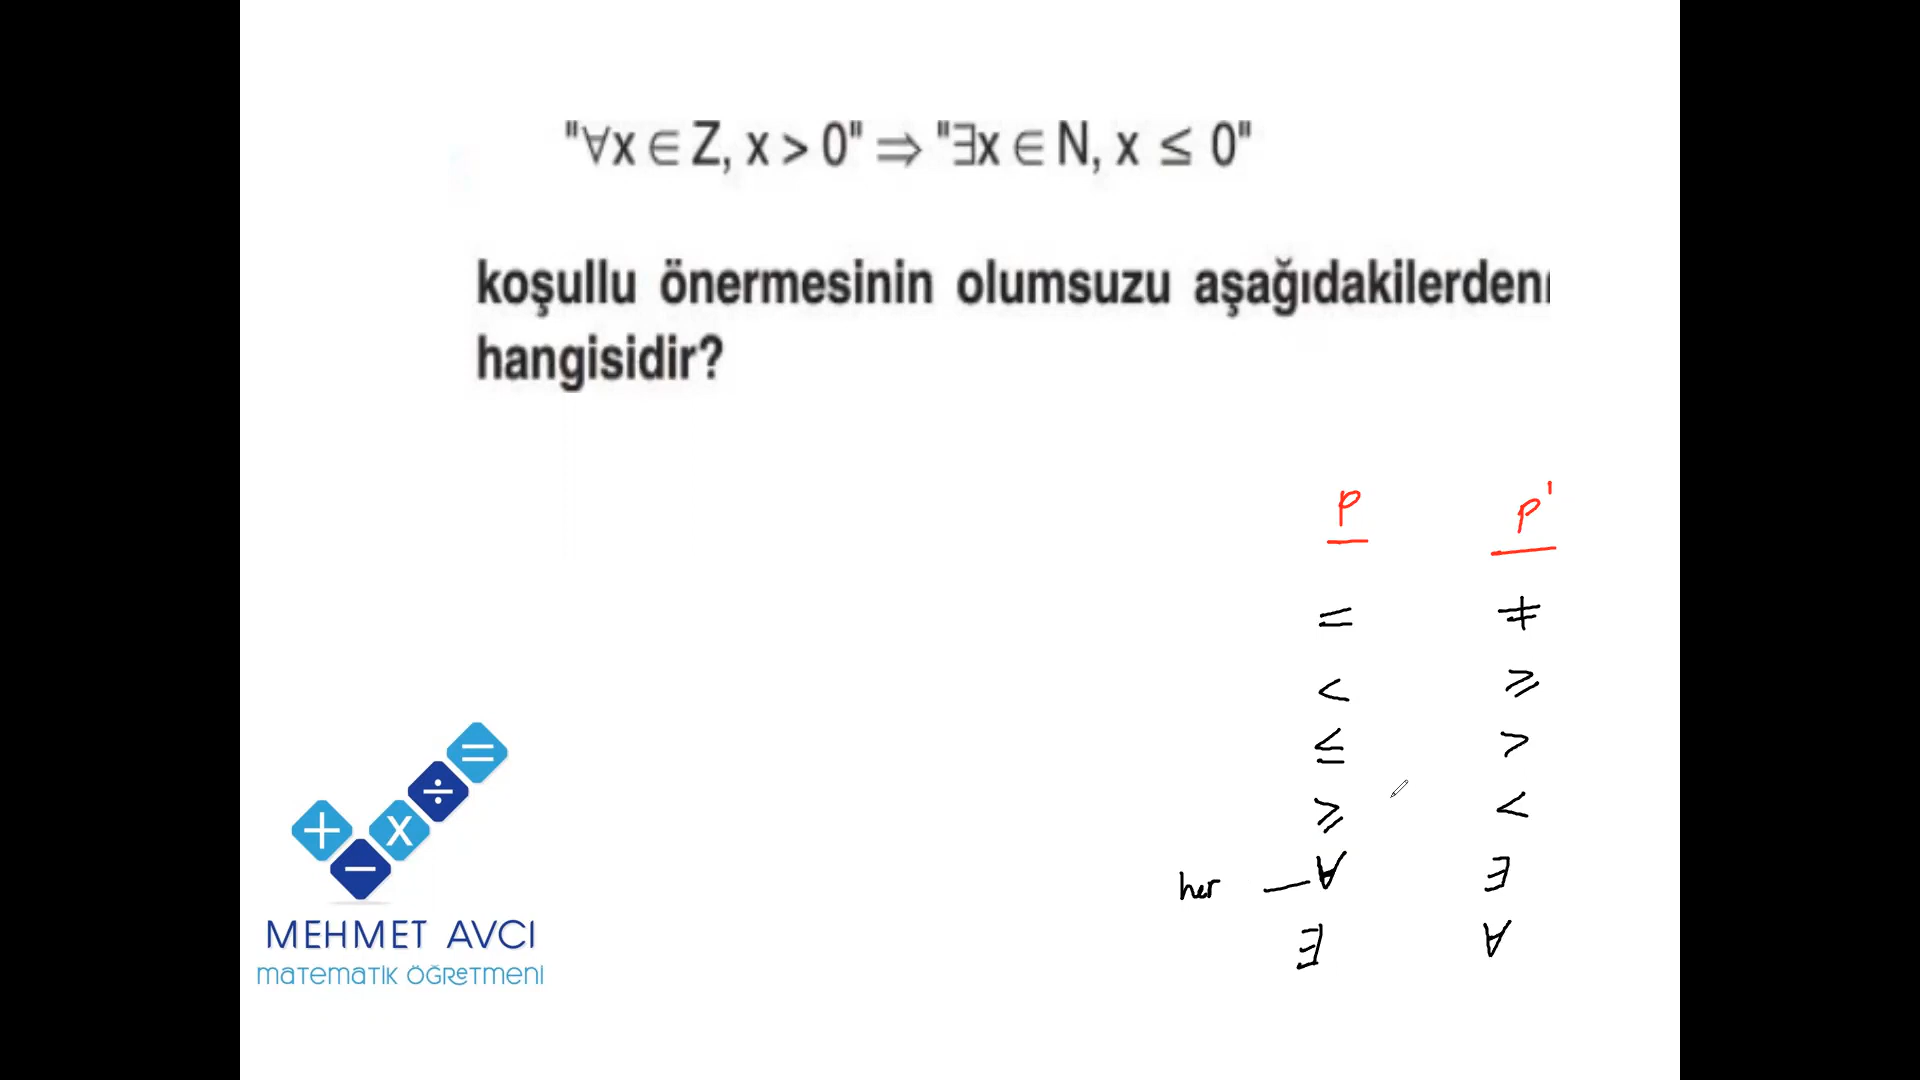 "∀x ∈ Z, x > 0" ⇒ "∃x ∈ N, x ≤ 0"
koşullu önermesinin olumsuzu aşağıdakilerden
hangisidir?
p p'
= ≠
< ≥
≤ >
≥ <
her — ∀ ∃
∃ ∀
+ − x ÷ =
MEHMET AVCI
matematik ÖĞRETMENİ